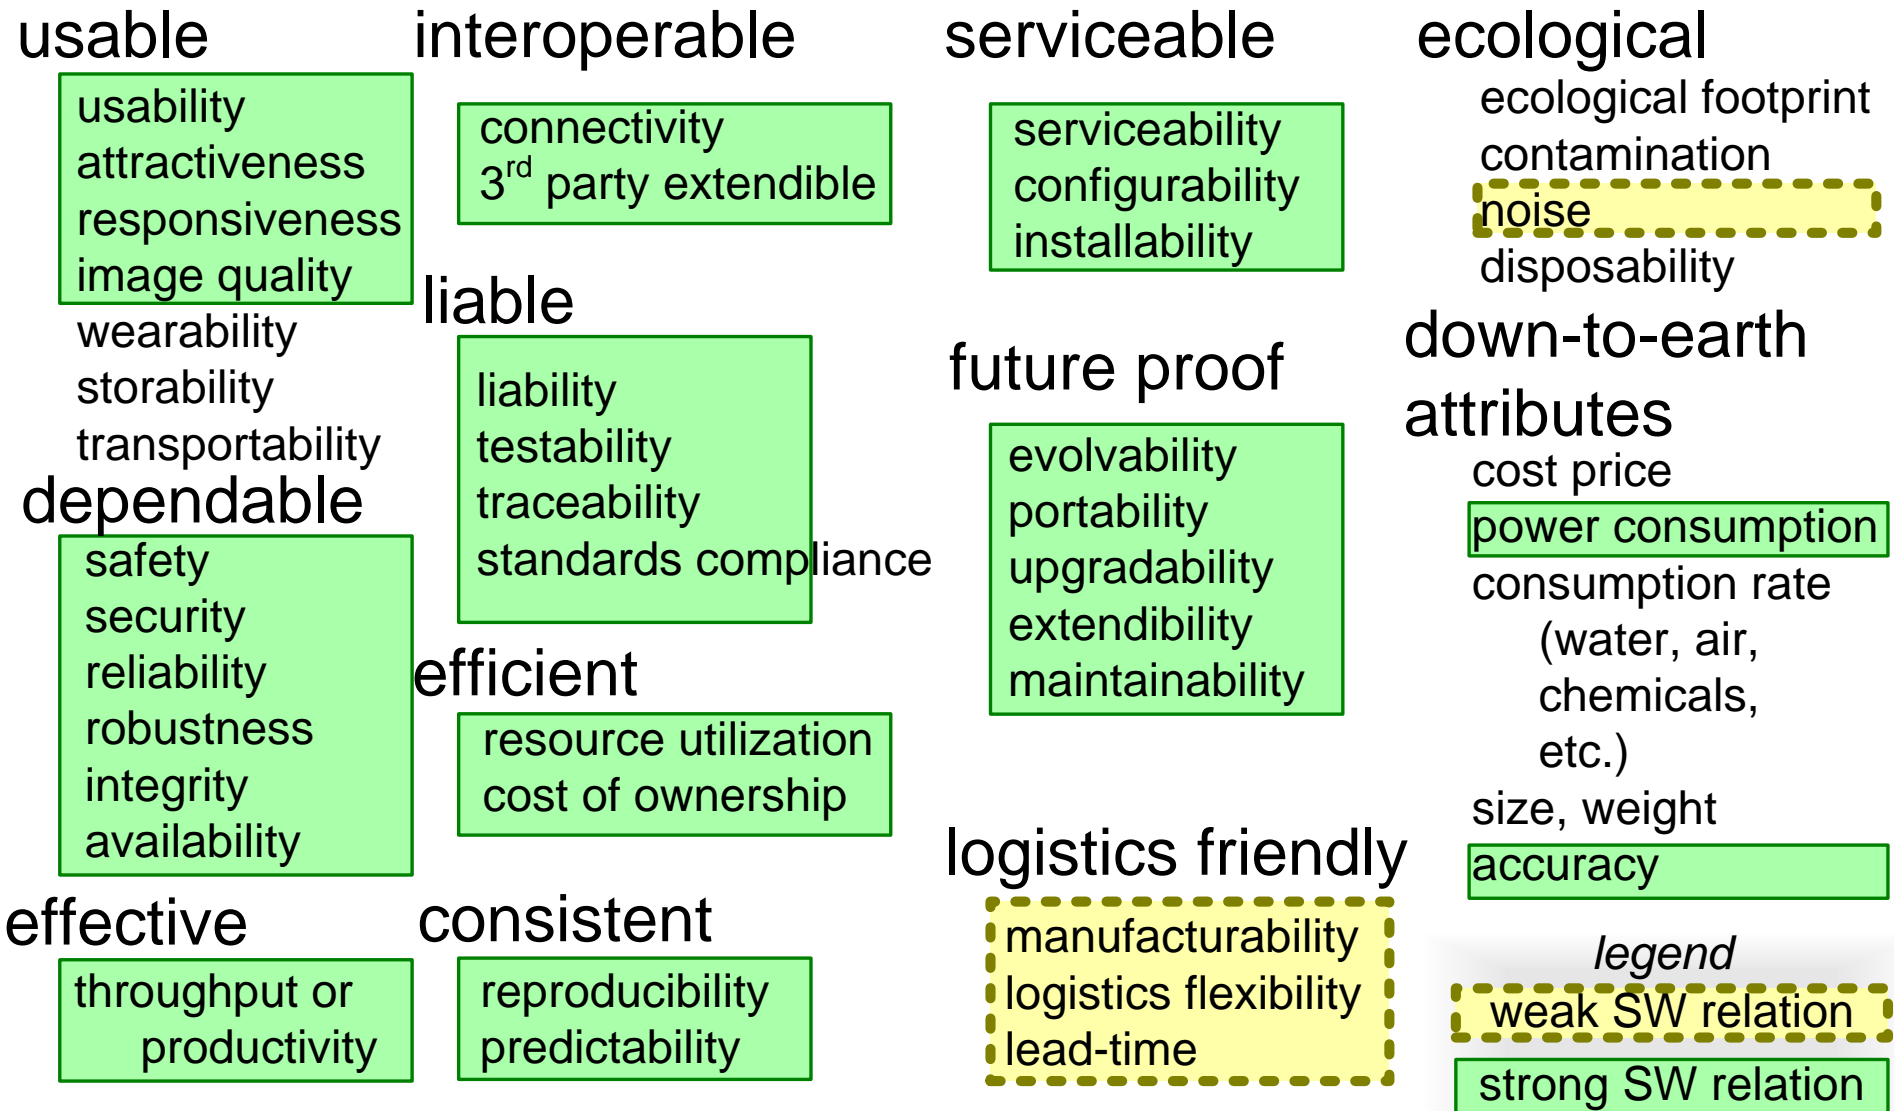 usable
usability
attractiveness
responsiveness
image quality
wearability
storability
transportability
dependable
safety
security
reliability
robustness
integrity
availability
effective
throughput or
productivity
interoperable
connectivity
3rd party extendible
liable
liability
testability
traceability
standards compliance
efficient
resource utilization
cost of ownership
consistent
reproducibility
predictability
serviceable
serviceability
configurability
installability
future proof
evolvability
portability
upgradability
extendibility
maintainability
logistics friendly
manufacturability
logistics flexibility
lead-time
ecological
ecological footprint
contamination
noise
disposability
down-to-earth
attributes
cost price
power consumption
consumption rate
(water, air,
chemicals,
etc.)
size, weight
accuracy
legend
weak SW relation
strong SW relation